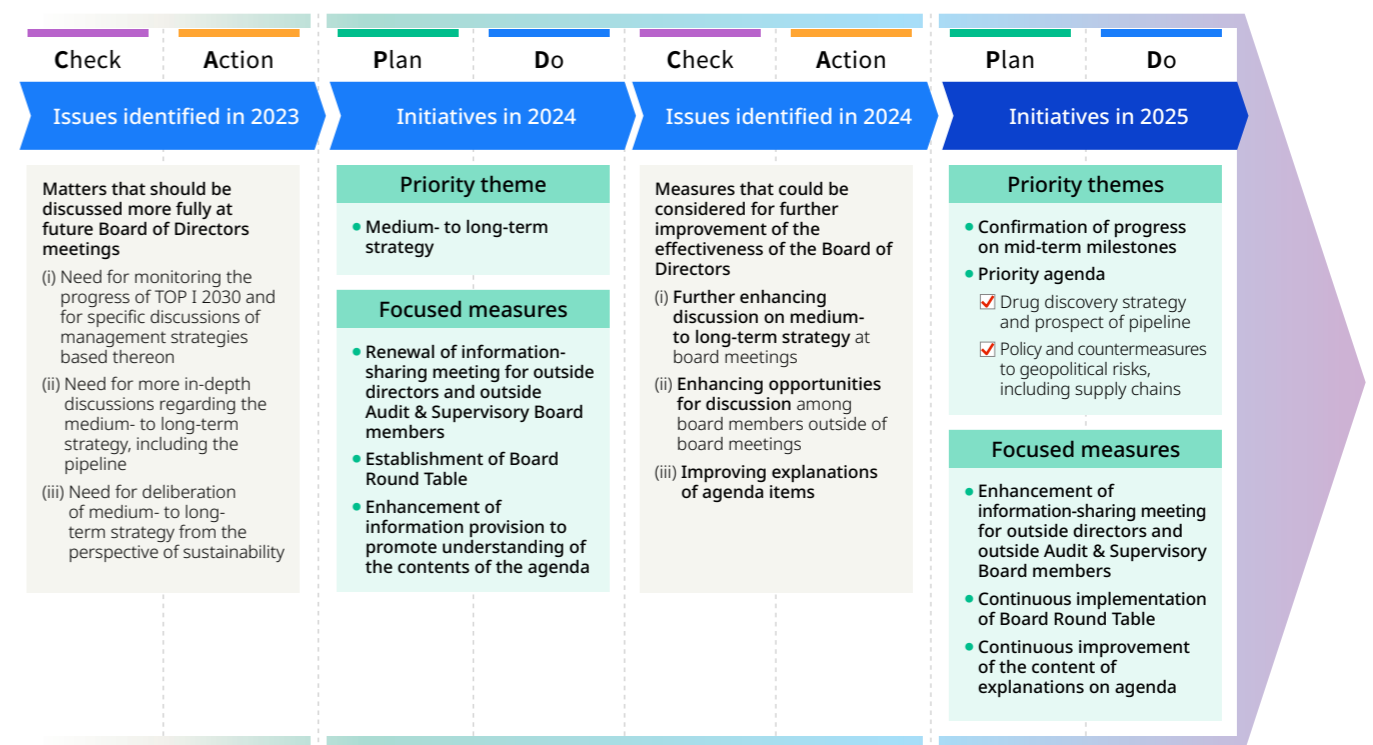 Check
Action
Plan
Do
Check
Action
Plan
Do
Issues identified in 2023
Initiatives in 2024
Issues identified in 2024
Initiatives in 2025
Matters that should be
discussed more fully at
future Board of Directors
meetings
(i) Need for monitoring the
progress of TOP I 2030 and
for specific discussions of
management strategies
based thereon
(ii) Need for more in-depth
discussions regarding the
medium- to long-term
strategy, including the
pipeline
(iii) Need for deliberation
of medium- to long-
term strategy from the
perspective of sustainability
Priority theme
• Medium- to long-term
strategy
Focused measures
• Renewal of information-
sharing meeting for outside
directors and outside
Audit & Supervisory Board
members
• Establishment of Board
Round Table
• Enhancement of
information provision to
promote understanding of
the contents of the agenda
Measures that could be
considered for further
improvement of the
effectiveness of the Board of
Directors
(i) Further enhancing
discussion on medium-
to long-term strategy at
board meetings
(ii) Enhancing opportunities
for discussion among
board members outside of
board meetings
(iii) Improving explanations
of agenda items
Priority themes
• Confirmation of progress
on mid-term milestones
• Priority agenda
Drug discovery strategy
and prospect of pipeline
Policy and countermeasures
to geopolitical risks,
including supply chains
Focused measures
• Enhancement of
information-sharing meeting
for outside directors and
outside Audit & Supervisory
Board members
• Continuous implementation
of Board Round Table
• Continuous improvement
of the content of
explanations on agenda